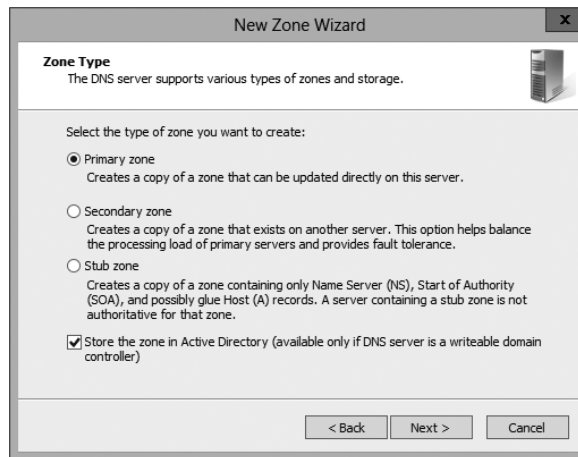 New Zone Wizard
x
Zone Type
The DNS server supports various types of zones and storage.
Select the type of zone you want to create:
Primary zone
Creates a copy of a zone that can be updated directly on this server.
Secondary zone
Creates a copy of a zone that exists on another server. This option helps balance
the processing load of primary servers and provides fault tolerance.
Stub zone
Creates a copy of a zone containing only Name Server (NS), Start of Authority
(SOA), and possibly glue Host (A) records. A server containing a stub zone is not
authoritative for that zone.
Store the zone in Active Directory (available only if DNS server is a writeable domain
controller)
< Back
Next >
Cancel